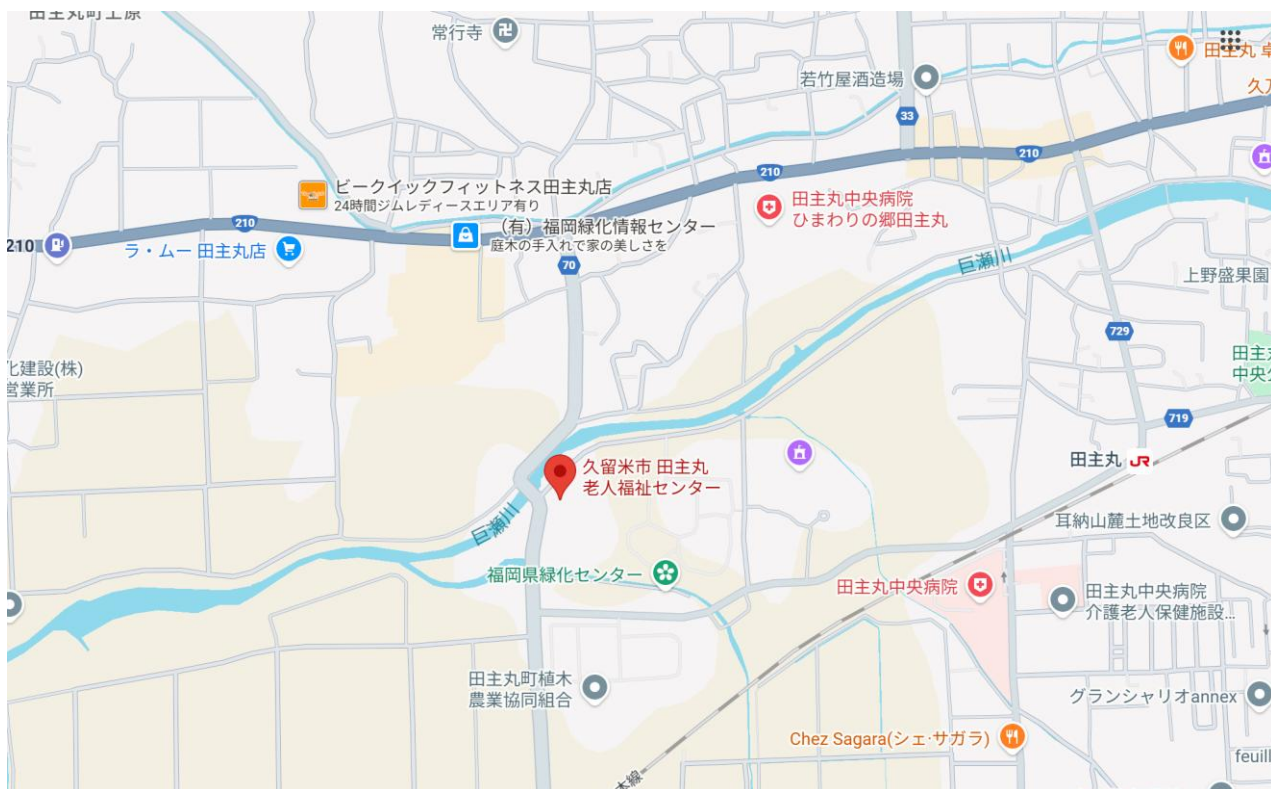 田主丸町上原
常行寺
若竹屋酒造場
田主丸 卓
久乃
33
210
210
210
210
ビークイックフィットネス田主丸店
24時間ジムレディースエリア有り
(有)福岡緑化情報センター
庭木の手入れで家の美しさを
ラ・ムー 田主丸店
70
田主丸中央病院
ひまわりの郷田主丸
巨瀬川
上野盛果園
729
化建設(株)
営業所
田主丸
中央公
719
田主丸 JR
久留米市 田主丸
老人福祉センター
巨瀬川
耳納山麓土地改良区
福岡県緑化センター
田主丸中央病院
田主丸中央病院
介護老人保健施設...
田主丸町植木
農業協同組合
グランシャリオannex
Chez Sagara(シェ·サガラ)
feuill
本線